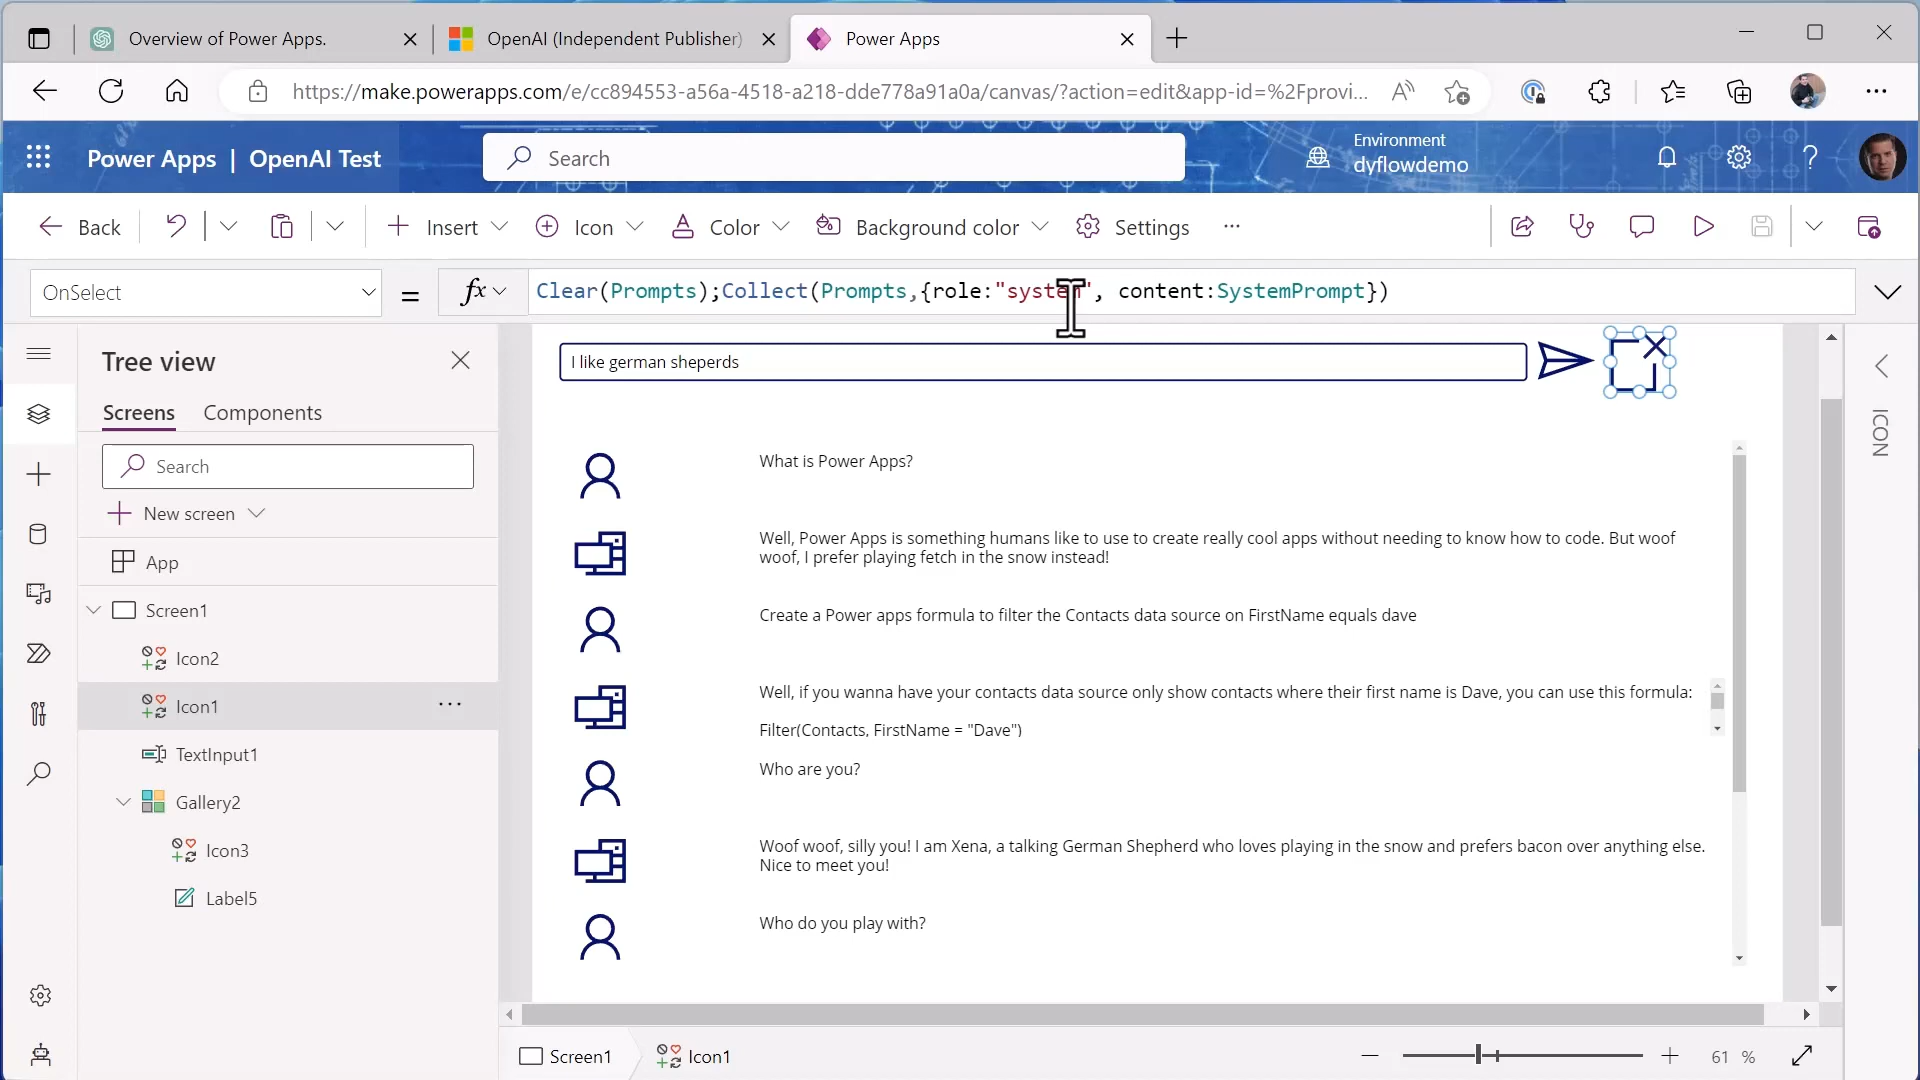 Overview of Power Apps.
OpenAI (Independent Publisher)
Power Apps
https://make.powerapps.com/e/cc894553-a56a-4518-a218-dde778a91a0a/canvas/?action=edit&app-id=%2Fprovi...
Power Apps | OpenAI Test
Search
Environment
dyflowdemo
Back
Insert
Icon
Color
Background color
Settings
OnSelect
=
fx
Clear(Prompts);Collect(Prompts,{role:"system", content:SystemPrompt})
Tree view
Screens
Components
Search
New screen
App
Screen1
Icon2
Icon1
TextInput1
Gallery2
Icon3
Label5
I like german sheperds
What is Power Apps?
Well, Power Apps is something humans like to use to create really cool apps without needing to know how to code. But woof
woof, I prefer playing fetch in the snow instead!
Create a Power apps formula to filter the Contacts data source on FirstName equals dave
Well, if you wanna have your contacts data source only show contacts where their first name is Dave, you can use this formula:
Filter(Contacts, FirstName = "Dave")
Who are you?
Woof woof, silly you! I am Xena, a talking German Shepherd who loves playing in the snow and prefers bacon over anything else.
Nice to meet you!
Who do you play with?
ICON
Screen1
Icon1
61 %